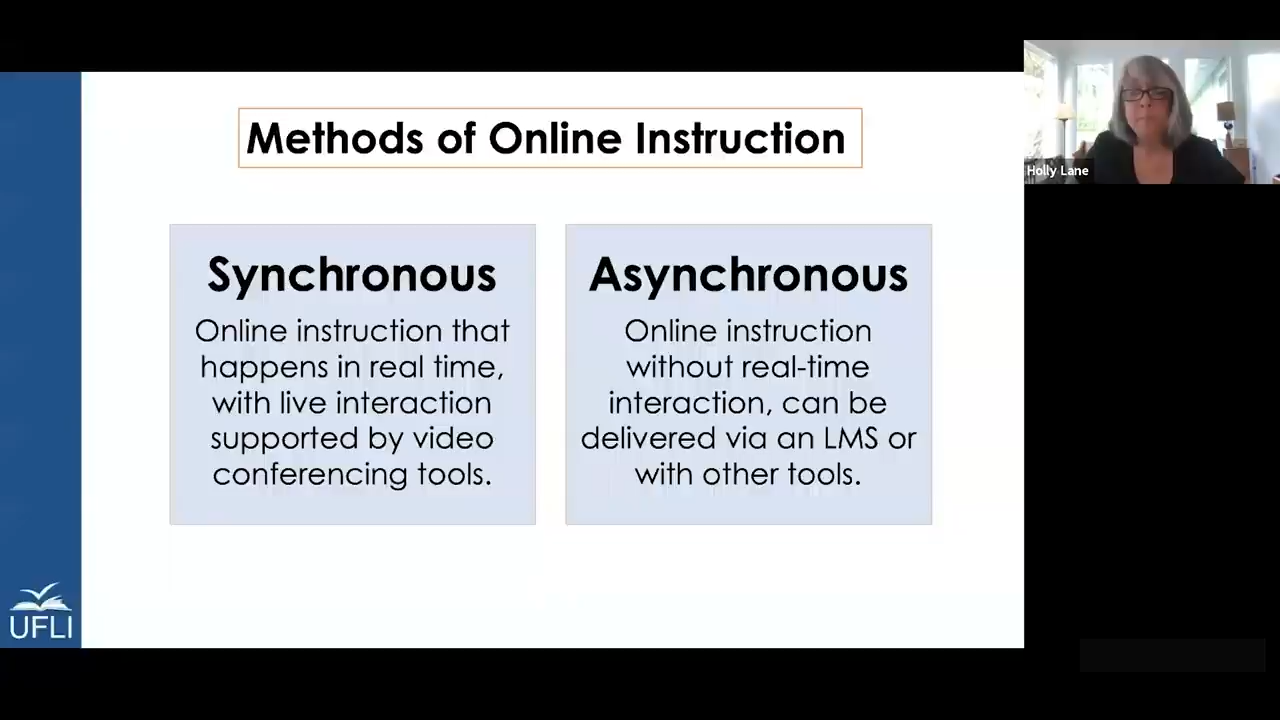 Methods of Online Instruction
Synchronous
Online instruction that
happens in real time,
with live interaction
supported by video
conferencing tools.
Asynchronous
Online instruction
without real-time
interaction, can be
delivered via an LMS or
with other tools.
UFLI
Holly Lane